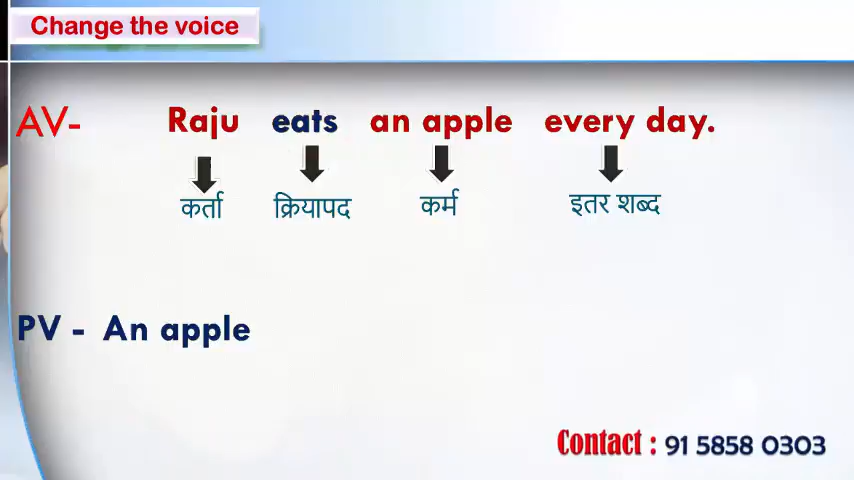 Change the voice
AV- Raju eats an apple every day.
कर्ता क्रियापद कर्म इतर शब्द
PV - An apple
Contact : 91 5858 0303